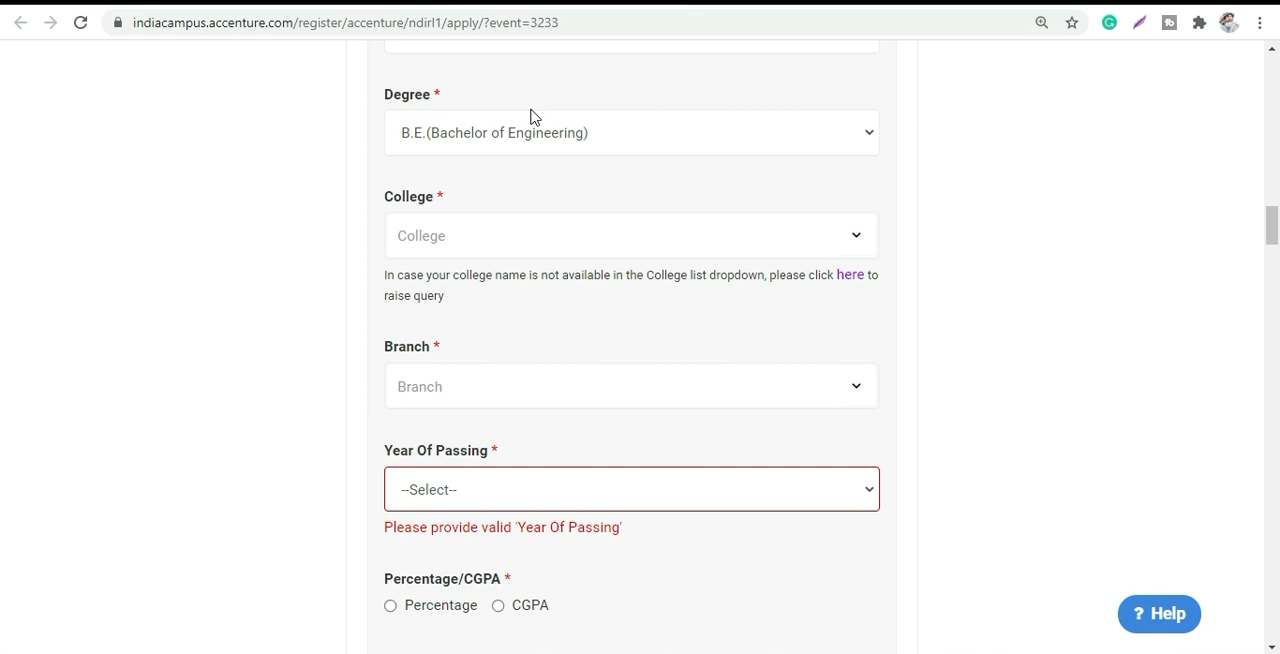 indiacampus.accenture.com/register/accenture/ndirl1/apply/?event=3233
Degree *
B.E.(Bachelor of Engineering)
College *
College
In case your college name is not available in the College list dropdown, please click here to
raise query
Branch *
Branch
Year Of Passing *
--Select--
Please provide valid 'Year Of Passing'
Percentage/CGPA *
Percentage CGPA
? Help